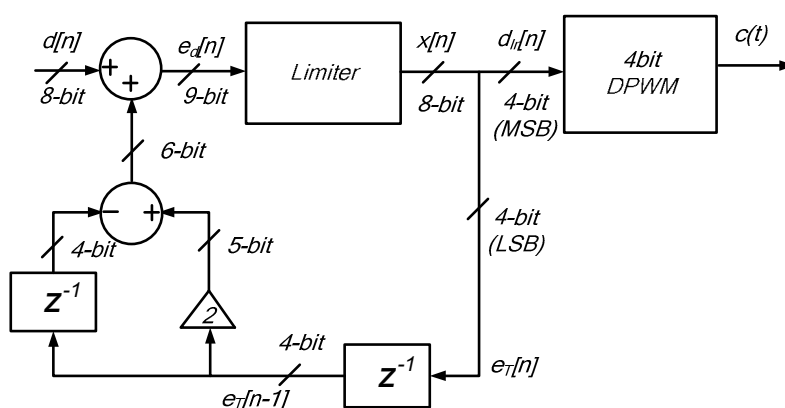 d[n]
e_d[n]
x[n]
d_lr[n]
c(t)
+
+
Limiter
4bit
DPWM
8-bit
9-bit
8-bit
4-bit
(MSB)
6-bit
−
+
4-bit
(LSB)
4-bit
5-bit
Z⁻¹
2
4-bit
Z⁻¹
e_T[n]
e_T[n-1]